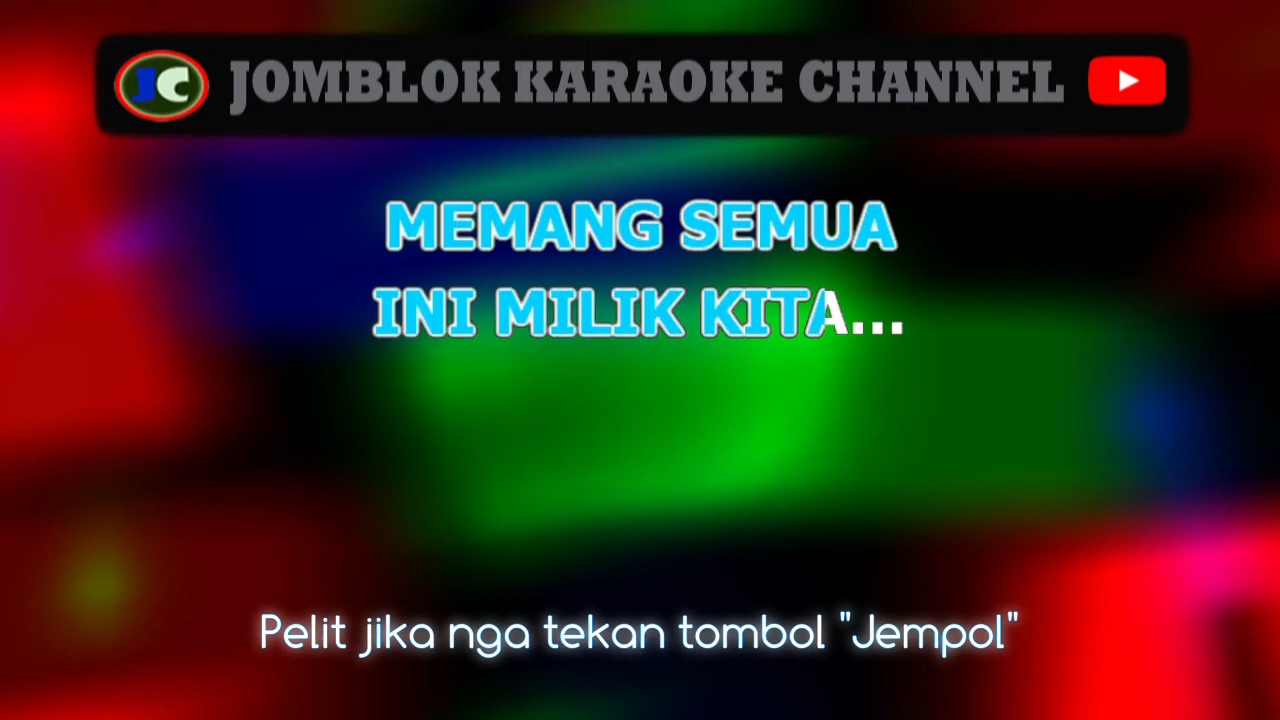 JC JOMBLOK KARAOKE CHANNEL
MEMANG SEMUA
INI MILIK KITA...
Pelit jika nga tekan tombol "Jempol"